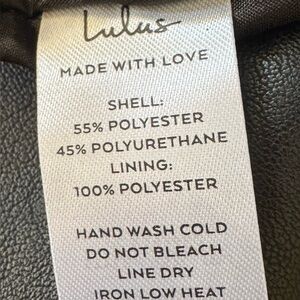 Lulus
MADE WITH LOVE
SHELL:
55% POLYESTER
45% POLYURETHANE
LINING:
100% POLYESTER
HAND WASH COLD
DO NOT BLEACH
LINE DRY
IRON LOW HEAT